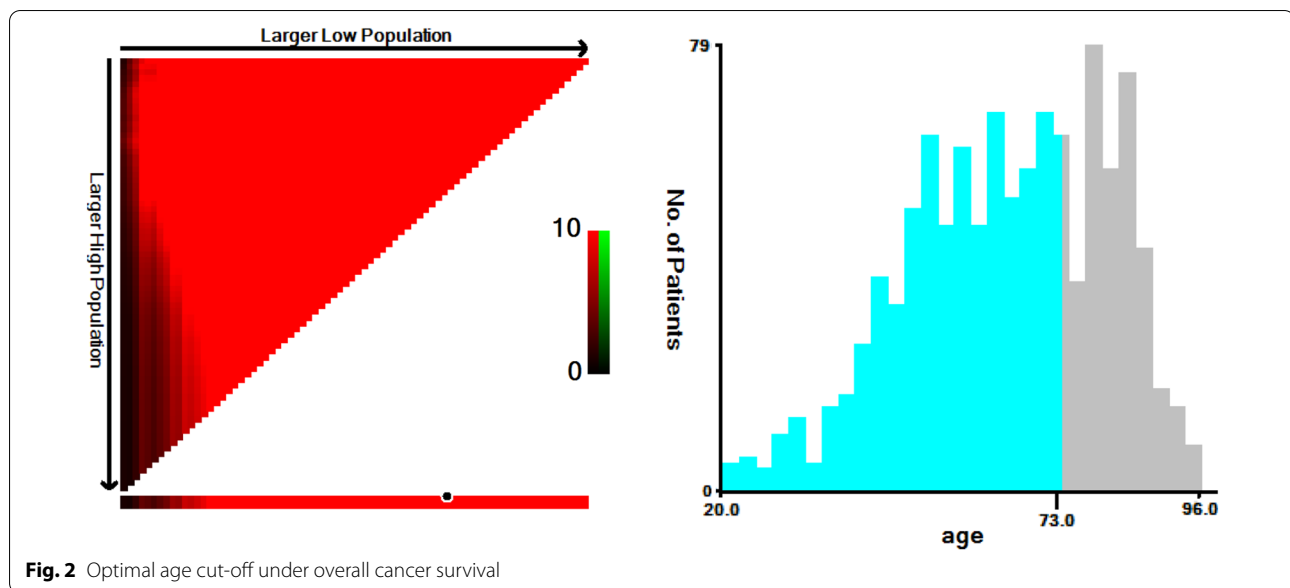 Larger Low Population
Larger High Population
10
0
79
No. of Patients
0
20.0
73.0
96.0
age
Fig. 2 Optimal age cut-off under overall cancer survival